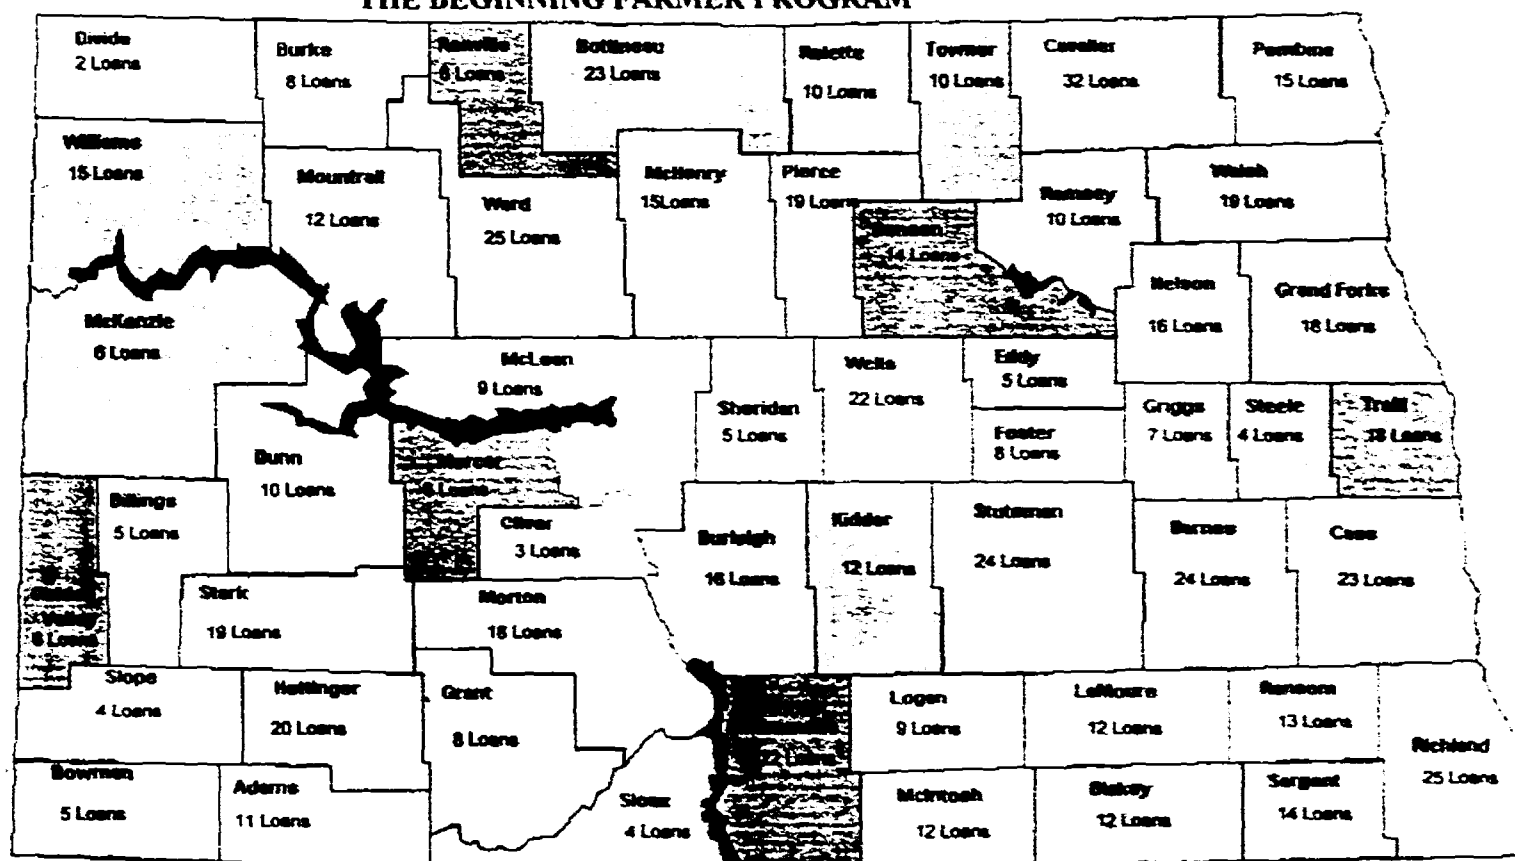 THE BEGINNING FARMER PROGRAM
Divide
2 Loans
Burke
8 Loans
Renville
6 Loans
Bottineau
23 Loans
Rolette
10 Loans
Towner
10 Loans
Cavalier
32 Loans
Pembina
15 Loans
Williams
15 Loans
Mountrail
12 Loans
Ward
25 Loans
McHenry
15Loans
Pierce
19 Loans
Benson
14 Loans
Ramsey
10 Loans
Walsh
19 Loans
Nelson
16 Loans
Grand Forks
18 Loans
McKenzie
6 Loans
McLean
9 Loans
Sheridan
5 Loans
Wells
22 Loans
Eddy
5 Loans
Foster
8 Loans
Griggs
7 Loans
Steele
4 Loans
Traill
18 Loans
Dunn
10 Loans
Mercer
Loans
Oliver
3 Loans
Billings
5 Loans
Valley
Loans
Burleigh
16 Loans
Kidder
12 Loans
Stutsman
24 Loans
Barnes
24 Loans
Cass
23 Loans
Stark
19 Loans
Morton
18 Loans
Slope
4 Loans
Hettinger
20 Loans
Grant
8 Loans
22 Loans
Logan
9 Loans
LaMoure
12 Loans
Ransom
13 Loans
Richland
25 Loans
Bowman
5 Loans
Adams
11 Loans
Sioux
4 Loans
McIntosh
12 Loans
Dickey
12 Loans
Sargent
14 Loans